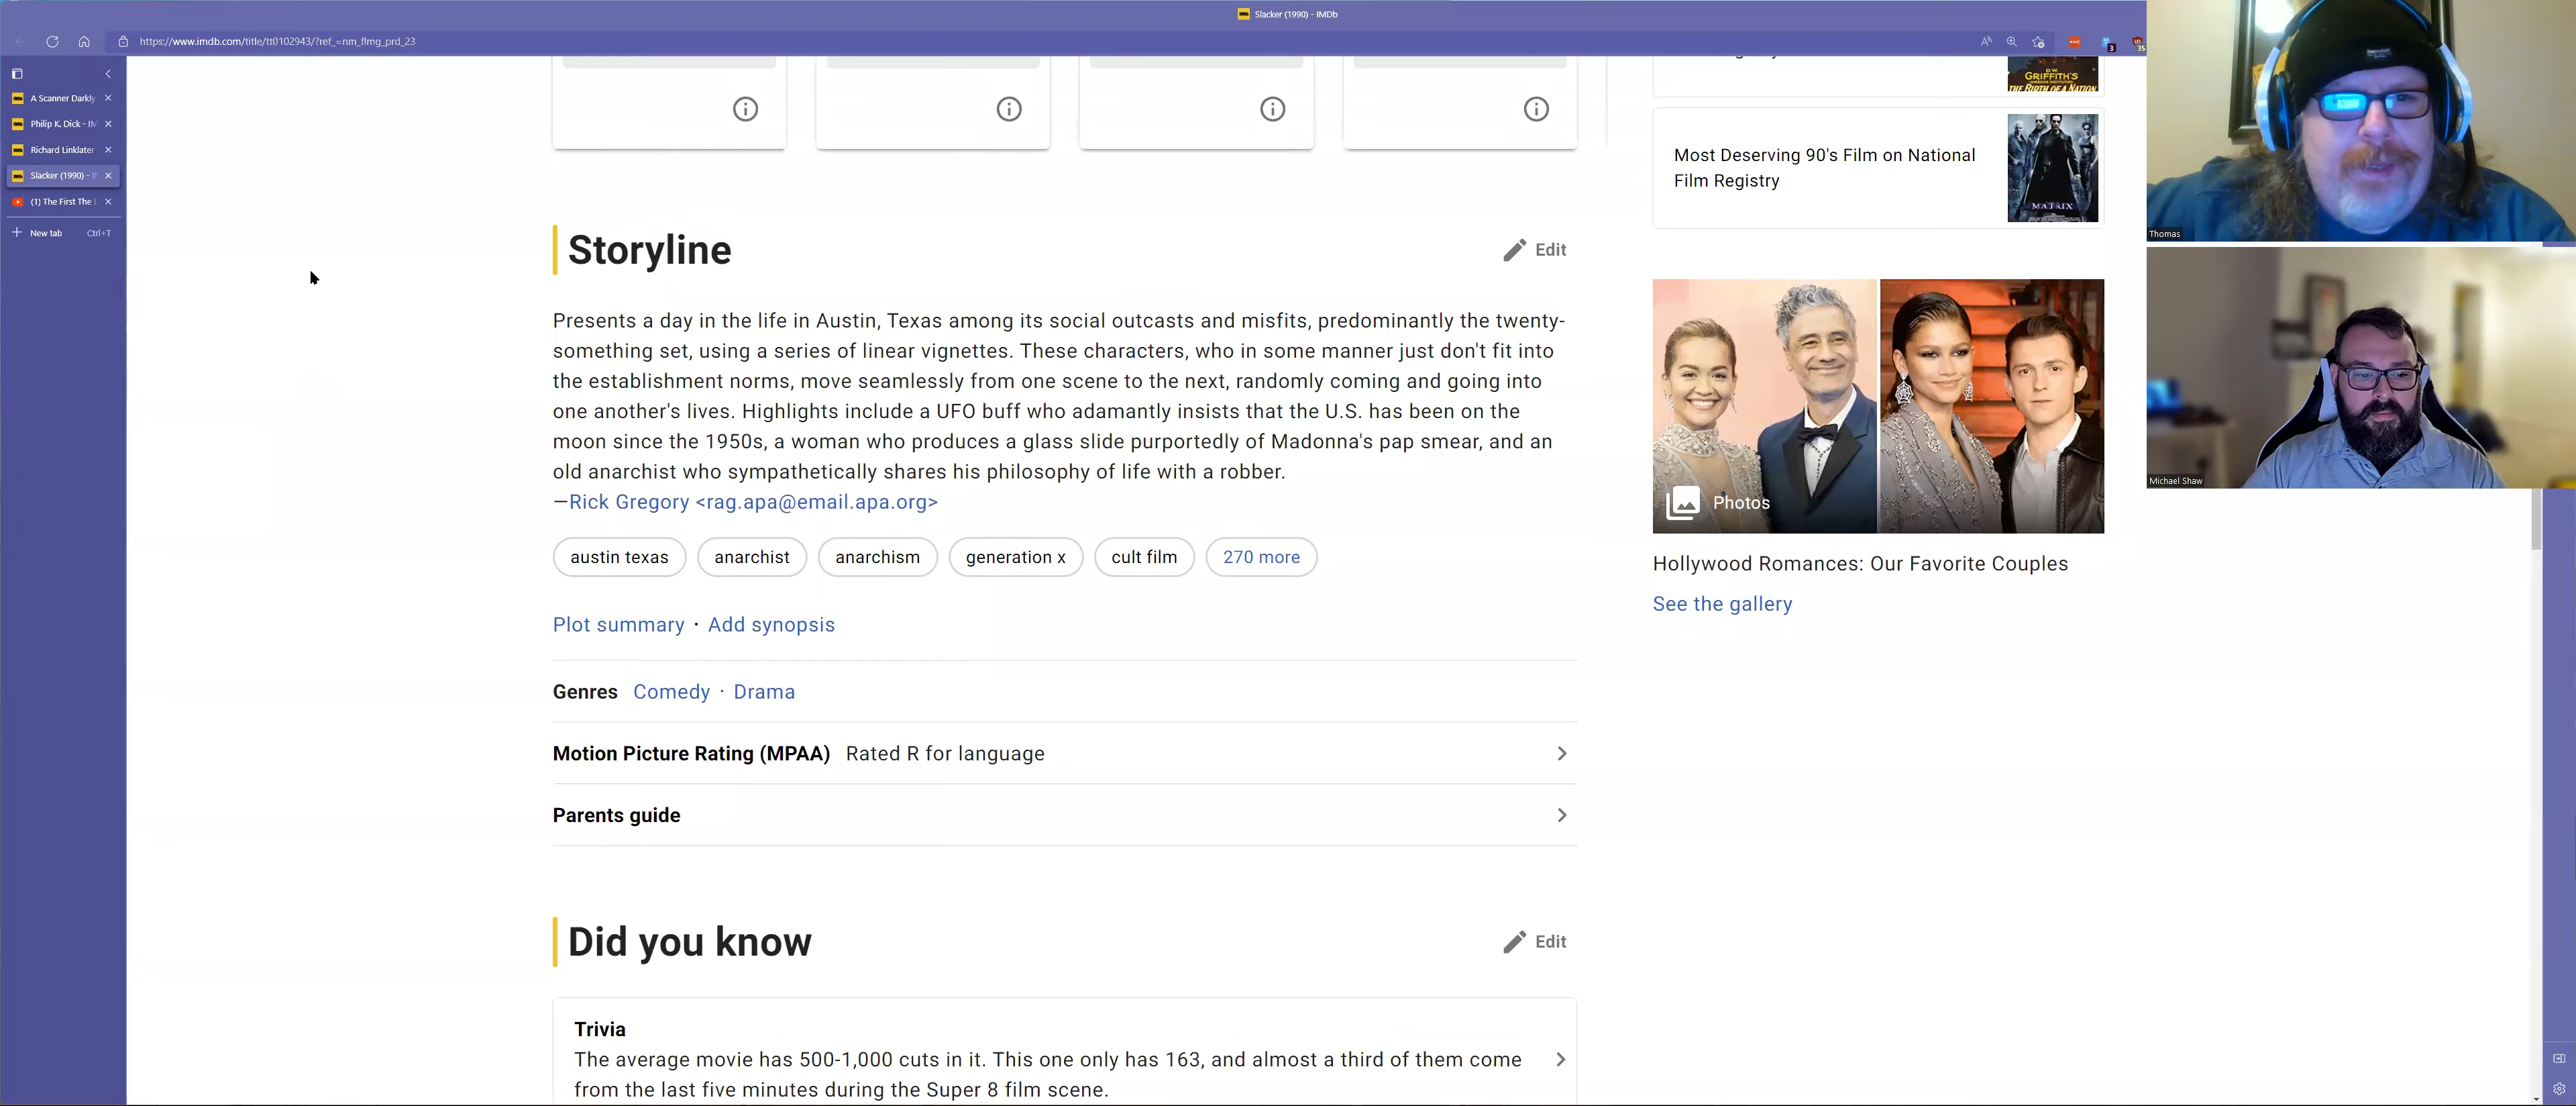 Slacker (1990) - IMDb
https://www.imdb.com/title/tt0102943/?ref_=nm_flmg_prd_23
3
35
A Scanner Darkly
Philip K. Dick - IM
Richard Linklater
Slacker (1990) - I
(1) The First The
New tab Ctrl+T
GRIFFITH'S
THE BIRTH OF A NATION
Most Deserving 90's Film on National
Film Registry
MATRIX
Thomas
Michael Shaw
Storyline
Edit
Presents a day in the life in Austin, Texas among its social outcasts and misfits, predominantly the twenty-
something set, using a series of linear vignettes. These characters, who in some manner just don't fit into
the establishment norms, move seamlessly from one scene to the next, randomly coming and going into
one another's lives. Highlights include a UFO buff who adamantly insists that the U.S. has been on the
moon since the 1950s, a woman who produces a glass slide purportedly of Madonna's pap smear, and an
old anarchist who sympathetically shares his philosophy of life with a robber.
—Rick Gregory <rag.apa@email.apa.org>
austin texas anarchist anarchism generation x cult film 270 more
Plot summary · Add synopsis
Genres Comedy · Drama
Motion Picture Rating (MPAA) Rated R for language
Parents guide
Photos
Hollywood Romances: Our Favorite Couples
See the gallery
Did you know
Edit
Trivia
The average movie has 500-1,000 cuts in it. This one only has 163, and almost a third of them come
from the last five minutes during the Super 8 film scene.